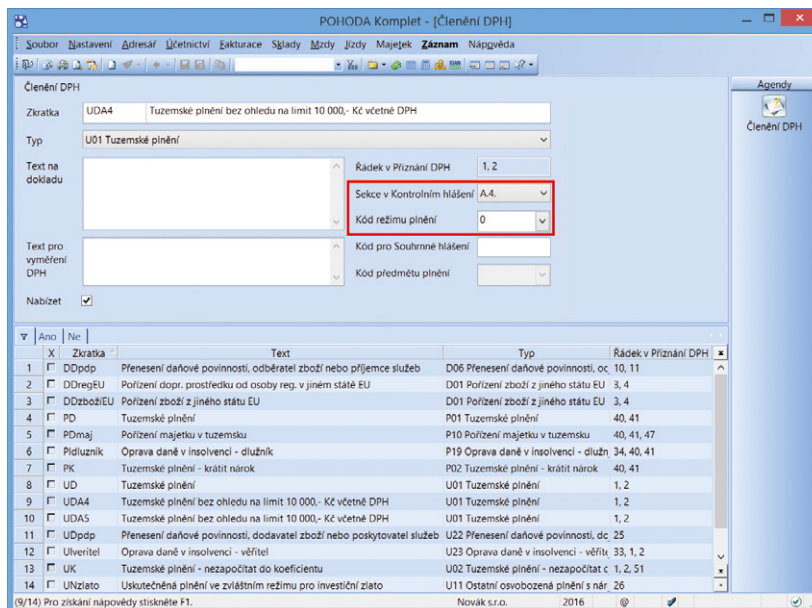 POHODA Komplet - [Členění DPH]
Soubor Nastavení Adresář Účetnictví Fakturace Sklady Mzdy Jízdy Majetek Záznam Nápověda
Členění DPH
Zkratka UDA4 Tuzemské plnění bez ohledu na limit 10 000,- Kč včetně DPH
Typ U01 Tuzemské plnění
Text na dokladu
Řádek v Přiznání DPH 1, 2
Sekce v Kontrolním hlášení A.4.
Kód režimu plnění 0
Text pro vyměření DPH
Kód pro Souhrnné hlášení
Kód předmětu plnění
Nabízet
Agendy
Členění DPH
Ano Ne
X Zkratka Text Typ Řádek v Přiznání DPH
1 DDpdp Přenesení daňové povinnosti, odběratel zboží nebo příjemce služeb D06 Přenesení daňové povinnosti, oc 10, 11
2 DDregEU Pořízení dopr. prostředku od osoby reg. v jiném státě EU D01 Pořízení zboží z jiného státu EU 3, 4
3 DDzbožíEU Pořízení zboží z jiného státu EU D01 Pořízení zboží z jiného státu EU 3, 4
4 PD Tuzemské plnění P01 Tuzemské plnění 40, 41
5 PDmaj Pořízení majetku v tuzemsku P10 Pořízení majetku v tuzemsku 40, 41, 47
6 PIdluzník Oprava daně v insolvenci - dlužník P19 Oprava daně v insolvenci - dlužn 34, 40, 41
7 PK Tuzemské plnění - krátit nárok P02 Tuzemské plnění - krátit nárok 40, 41
8 UD Tuzemské plnění U01 Tuzemské plnění 1, 2
9 UDA4 Tuzemské plnění bez ohledu na limit 10 000,- Kč včetně DPH U01 Tuzemské plnění 1, 2
10 UDA5 Tuzemské plnění bez ohledu na limit 10 000,- Kč včetně DPH U01 Tuzemské plnění 1, 2
11 UDpdp Přenesení daňové povinnosti, dodavatel zboží nebo poskytovatel služeb U22 Přenesení daňové povinnosti, dc 25
12 UIveritel Oprava daně v insolvenci - věřitel U23 Oprava daně v insolvenci - věřite 33, 1, 2
13 UK Tuzemské plnění - nezapočítat do koeficientu U02 Tuzemské plnění - nezapočítat c 1, 2, 51
14 UNzlato Uskutečněná plnění ve zvláštním režimu pro investiční zlato U11 Ostatní osvobozená plnění s nár 26
(9/14) Pro získání nápovědy stiskněte F1. Novák s.r.o. 2016 @